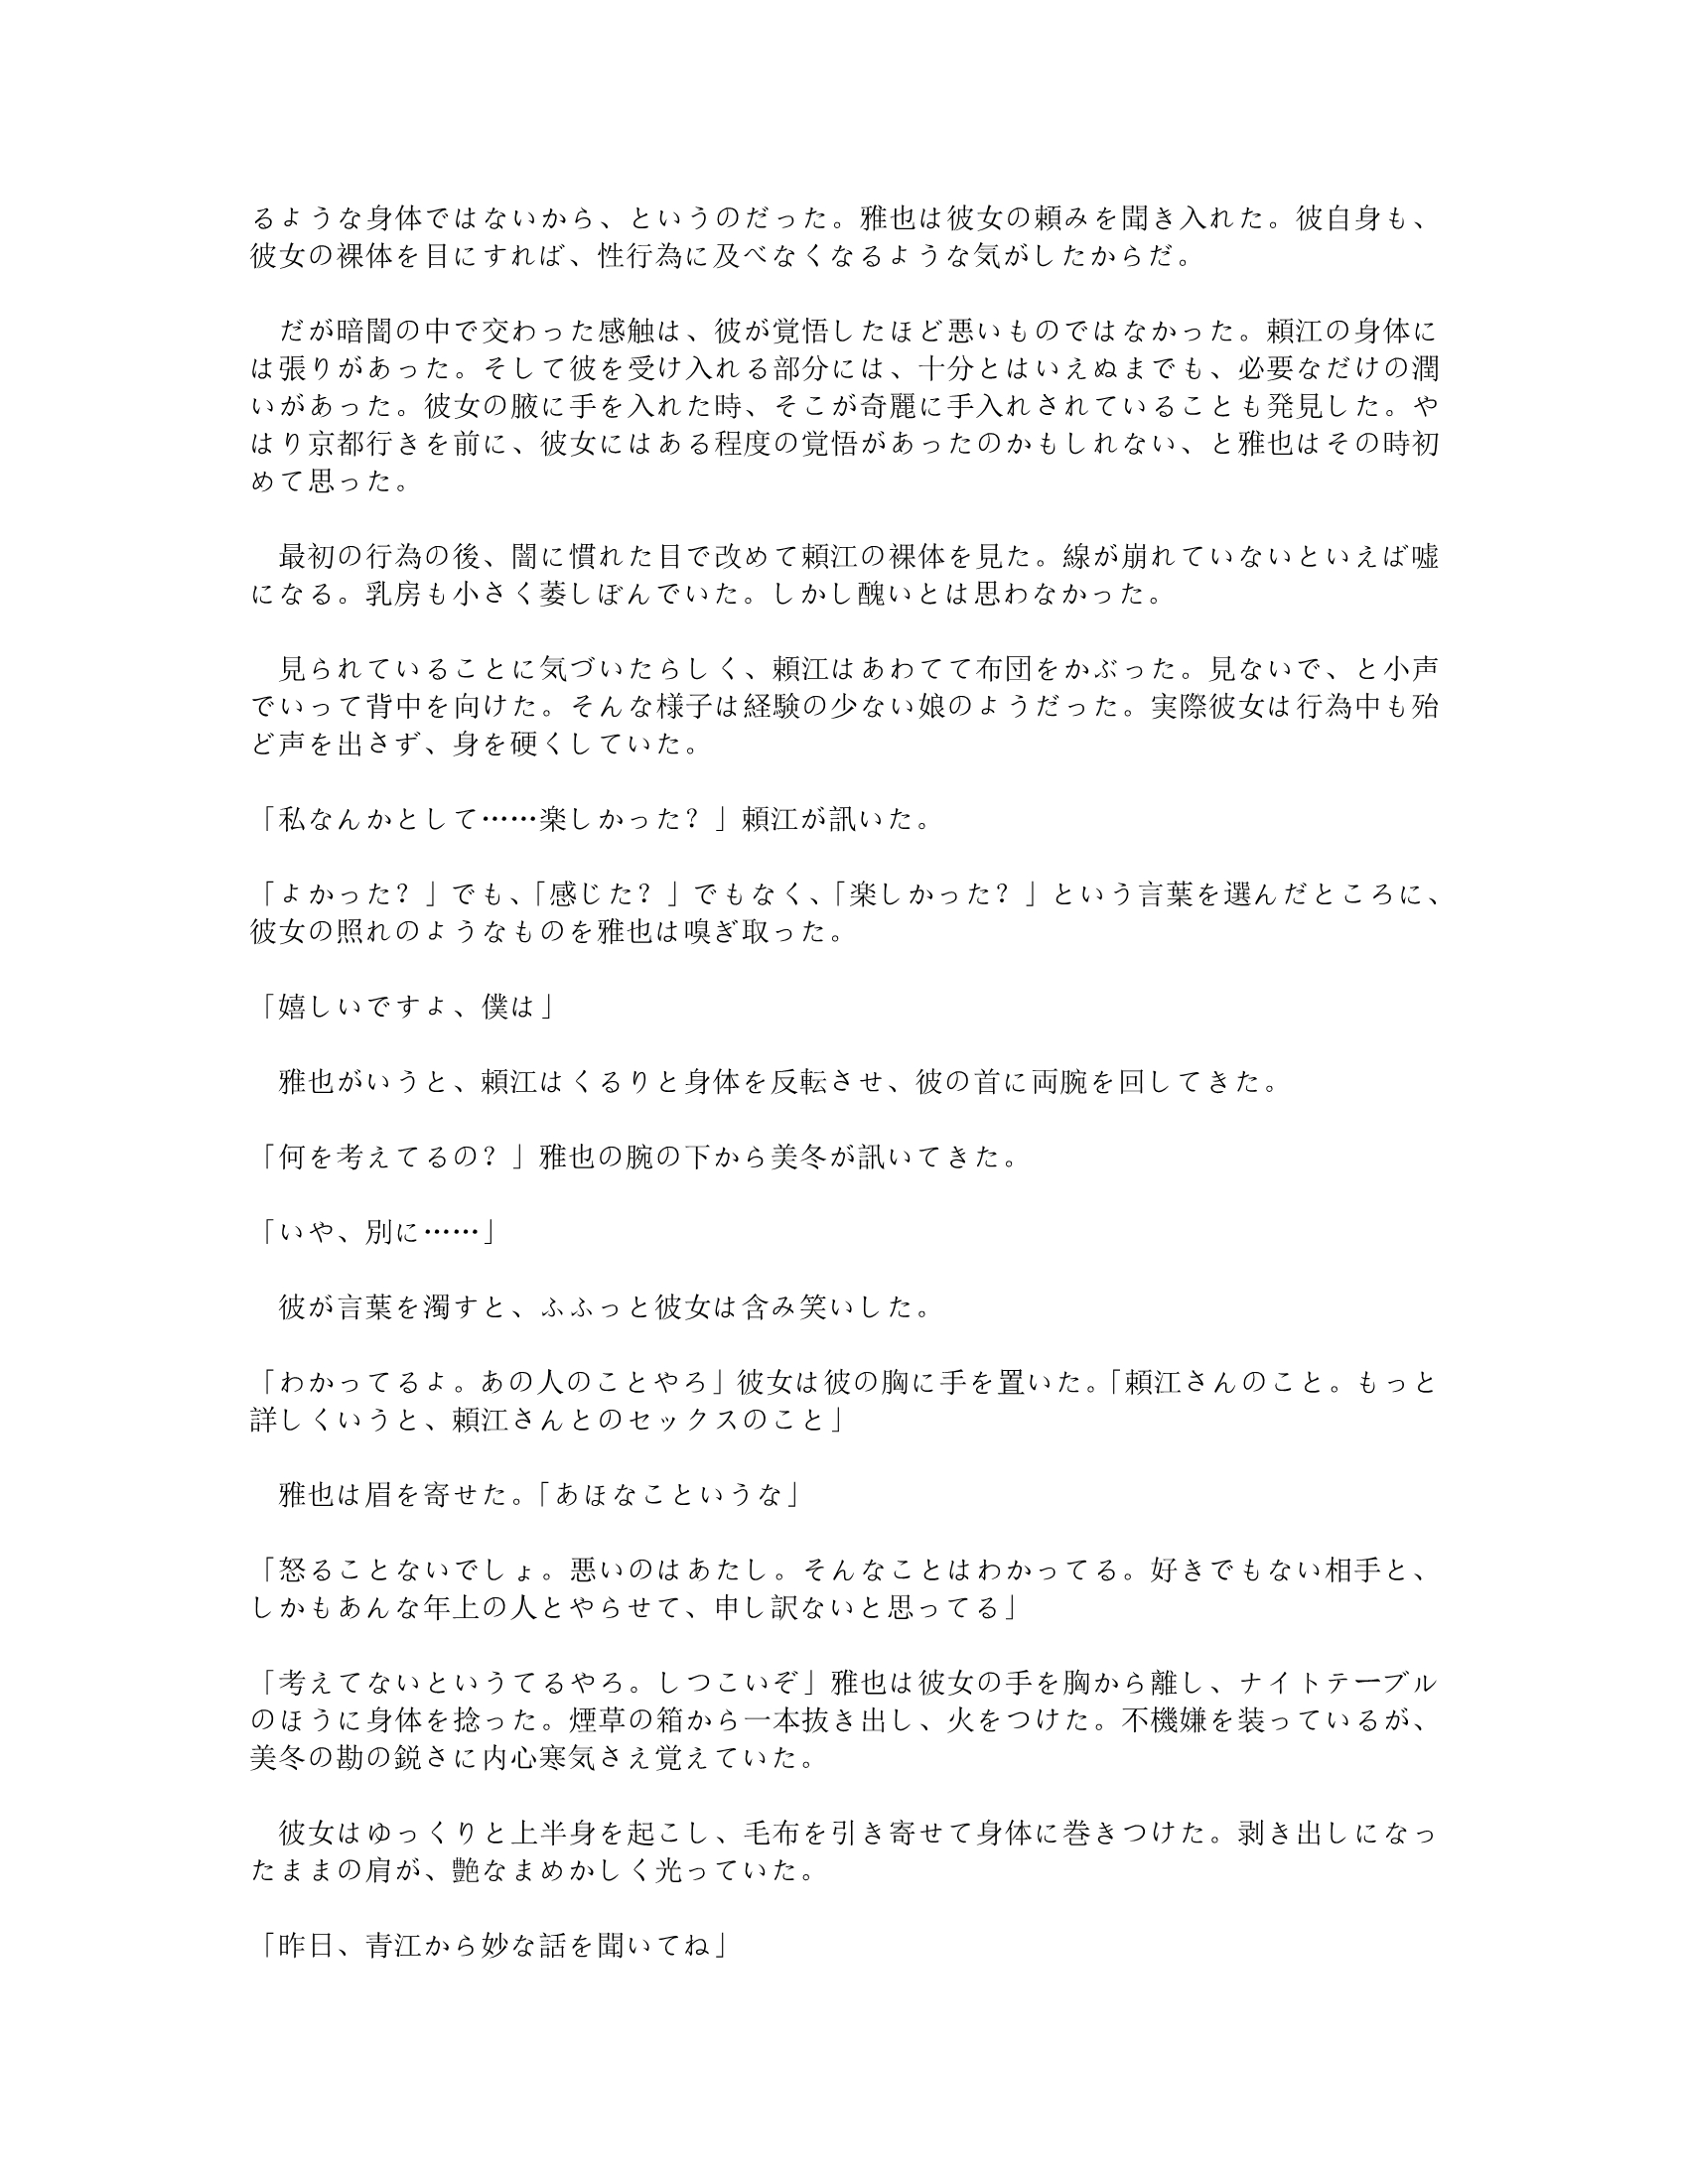 るような身体ではないから、というのだった。雅也は彼女の頼みを聞き入れた。彼自身も、
彼女の裸体を目にすれば、性行為に及べなくなるような気がしたからだ。
　だが暗闇の中で交わった感触は、彼が覚悟したほど悪いものではなかった。頼江の身体に
は張りがあった。そして彼を受け入れる部分には、十分とはいえぬまでも、必要なだけの潤
いがあった。彼女の腋に手を入れた時、そこが奇麗に手入れされていることも発見した。や
はり京都行きを前に、彼女にはある程度の覚悟があったのかもしれない、と雅也はその時初
めて思った。
　最初の行為の後、闇に慣れた目で改めて頼江の裸体を見た。線が崩れていないといえば嘘
になる。乳房も小さく萎しぼんでいた。しかし醜いとは思わなかった。
　見られていることに気づいたらしく、頼江はあわてて布団をかぶった。見ないで、と小声
でいって背中を向けた。そんな様子は経験の少ない娘のようだった。実際彼女は行為中も殆
ど声を出さず、身を硬くしていた。
「私なんかとして……楽しかった？」頼江が訊いた。
「よかった？」でも、「感じた？」でもなく、「楽しかった？」という言葉を選んだところに、
彼女の照れのようなものを雅也は嗅ぎ取った。
「嬉しいですよ、僕は」
　雅也がいうと、頼江はくるりと身体を反転させ、彼の首に両腕を回してきた。
「何を考えてるの？」雅也の腕の下から美冬が訊いてきた。
「いや、別に……」
　彼が言葉を濁すと、ふふっと彼女は含み笑いした。
「わかってるよ。あの人のことやろ」彼女は彼の胸に手を置いた。「頼江さんのこと。もっと
詳しくいうと、頼江さんとのセックスのこと」
　雅也は眉を寄せた。「あほなこというな」
「怒ることないでしょ。悪いのはあたし。そんなことはわかってる。好きでもない相手と、
しかもあんな年上の人とやらせて、申し訳ないと思ってる」
「考えてないというてるやろ。しつこいぞ」雅也は彼女の手を胸から離し、ナイトテーブル
のほうに身体を捻った。煙草の箱から一本抜き出し、火をつけた。不機嫌を装っているが、
美冬の勘の鋭さに内心寒気さえ覚えていた。
　彼女はゆっくりと上半身を起こし、毛布を引き寄せて身体に巻きつけた。剥き出しになっ
たままの肩が、艶なまめかしく光っていた。
「昨日、青江から妙な話を聞いてね」